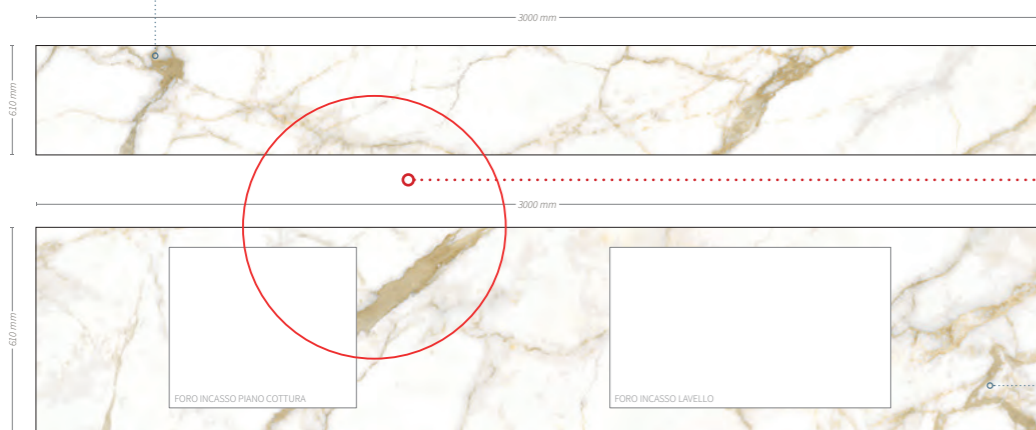 3000 mm
610 mm
3000 mm
610 mm
FORO INCASSO PIANO COTTURA
FORO INCASSO LAVELLO